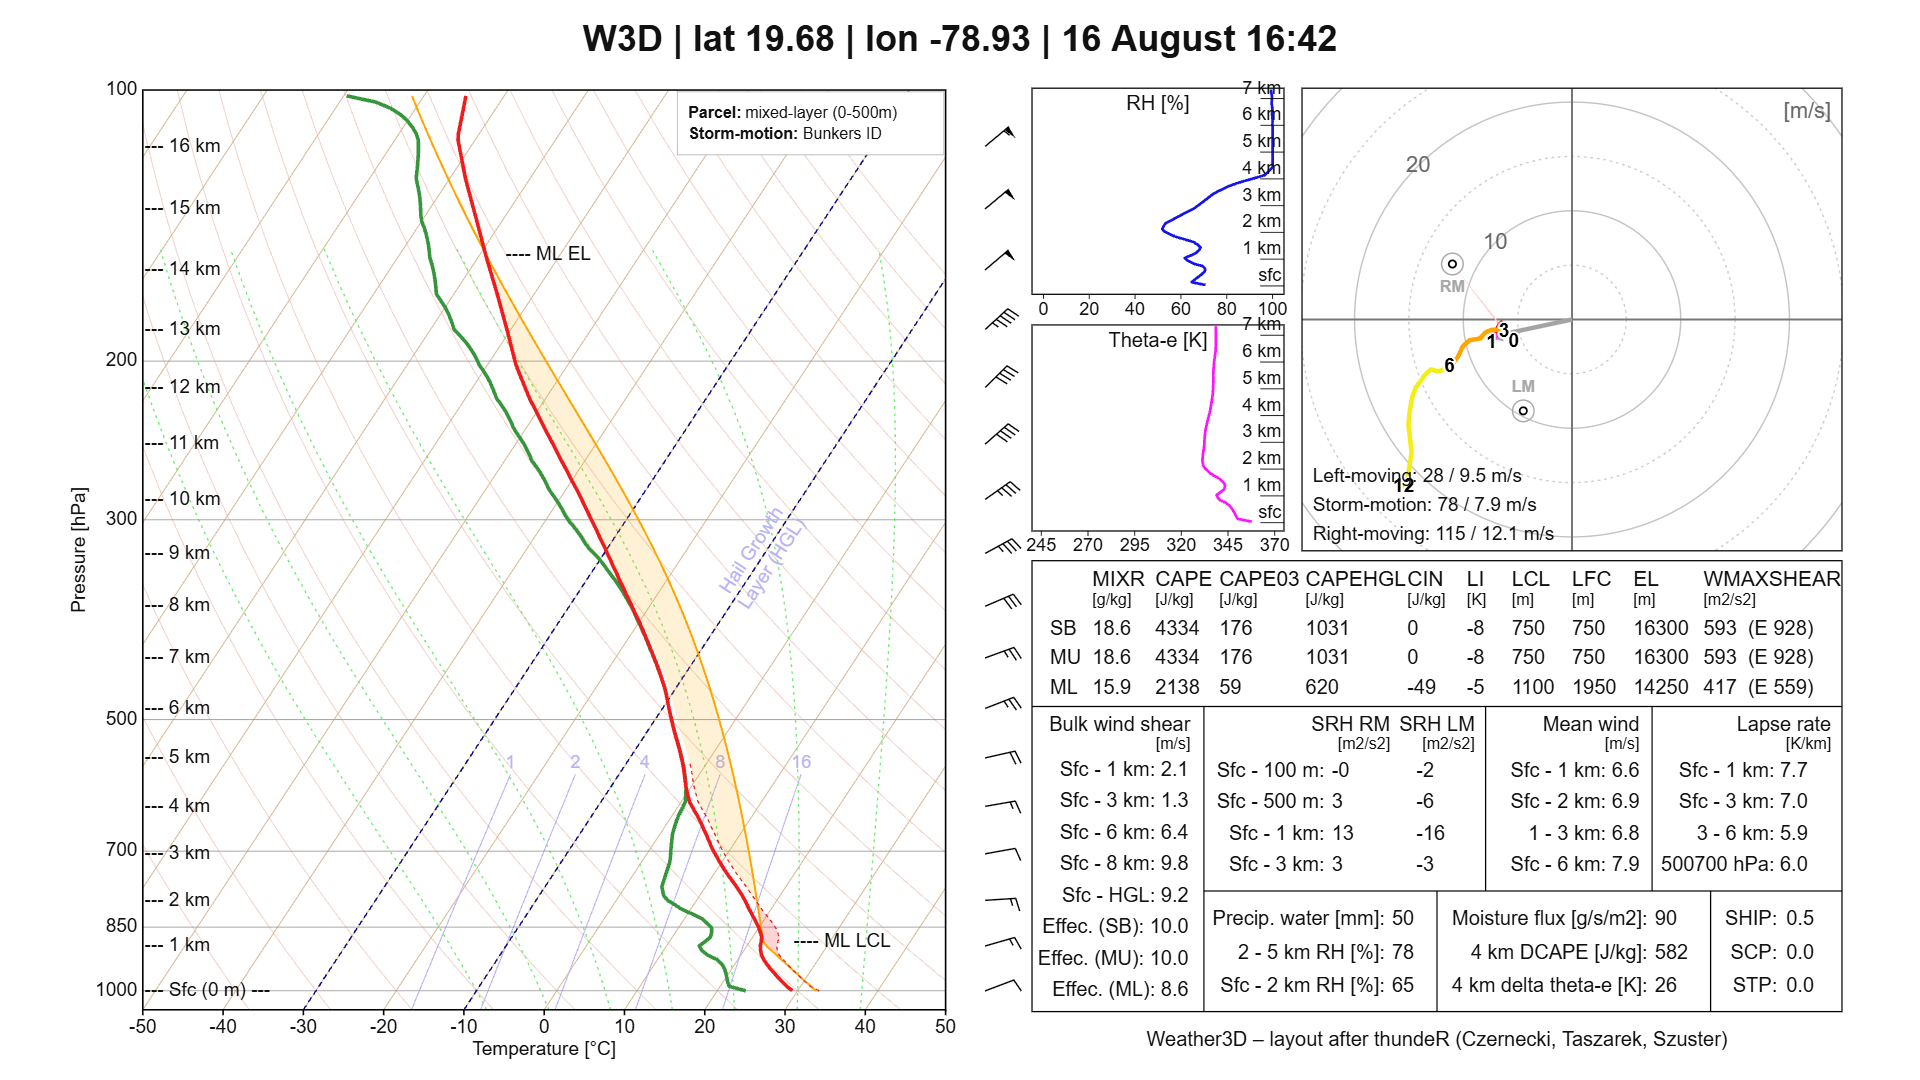 W3D | lat 19.68 | lon -78.93 | 16 August 16:42
Parcel: mixed-layer (0-500m)
Storm-motion: Bunkers ID
Pressure [hPa]
100
200
300
500
700
850
1000
--- 16 km
--- 15 km
--- 14 km
--- 13 km
--- 12 km
--- 11 km
--- 10 km
--- 9 km
--- 8 km
--- 7 km
--- 6 km
--- 5 km
--- 4 km
--- 3 km
--- 2 km
--- 1 km
--- Sfc (0 m) ---
---- ML EL
Hail Growth
Layer (HGL)
1 2 4 8 16
---- ML LCL
-50 -40 -30 -20 -10 0 10 20 30 40 50
Temperature [°C]
RH [%]
7 km
6 km
5 km
4 km
3 km
2 km
1 km
sfc
0 20 40 60 80 100
Theta-e [K]
7 km
6 km
5 km
4 km
3 km
2 km
1 km
sfc
245 270 295 320 345 370
[m/s]
20
10
RM
3
1 0
6
LM
12
Left-moving: 28 / 9.5 m/s
Storm-motion: 78 / 7.9 m/s
Right-moving: 115 / 12.1 m/s
MIXR CAPE CAPE03 CAPEHGL CIN LI LCL LFC EL WMAXSHEAR
[g/kg] [J/kg] [J/kg] [J/kg] [J/kg] [K] [m] [m] [m] [m2/s2]
SB 18.6 4334 176 1031 0 -8 750 750 16300 593 (E 928)
MU 18.6 4334 176 1031 0 -8 750 750 16300 593 (E 928)
ML 15.9 2138 59 620 -49 -5 1100 1950 14250 417 (E 559)
Bulk wind shear
[m/s]
Sfc - 1 km: 2.1
Sfc - 3 km: 1.3
Sfc - 6 km: 6.4
Sfc - 8 km: 9.8
Sfc - HGL: 9.2
Effec. (SB): 10.0
Effec. (MU): 10.0
Effec. (ML): 8.6
SRH RM SRH LM
[m2/s2] [m2/s2]
Sfc - 100 m: -0 -2
Sfc - 500 m: 3 -6
Sfc - 1 km: 13 -16
Sfc - 3 km: 3 -3
Mean wind
[m/s]
Sfc - 1 km: 6.6
Sfc - 2 km: 6.9
1 - 3 km: 6.8
Sfc - 6 km: 7.9
Lapse rate
[K/km]
Sfc - 1 km: 7.7
Sfc - 3 km: 7.0
3 - 6 km: 5.9
500700 hPa: 6.0
Precip. water [mm]: 50
2 - 5 km RH [%]: 78
Sfc - 2 km RH [%]: 65
Moisture flux [g/s/m2]: 90
4 km DCAPE [J/kg]: 582
4 km delta theta-e [K]: 26
SHIP: 0.5
SCP: 0.0
STP: 0.0
Weather3D – layout after thundeR (Czernecki, Taszarek, Szuster)